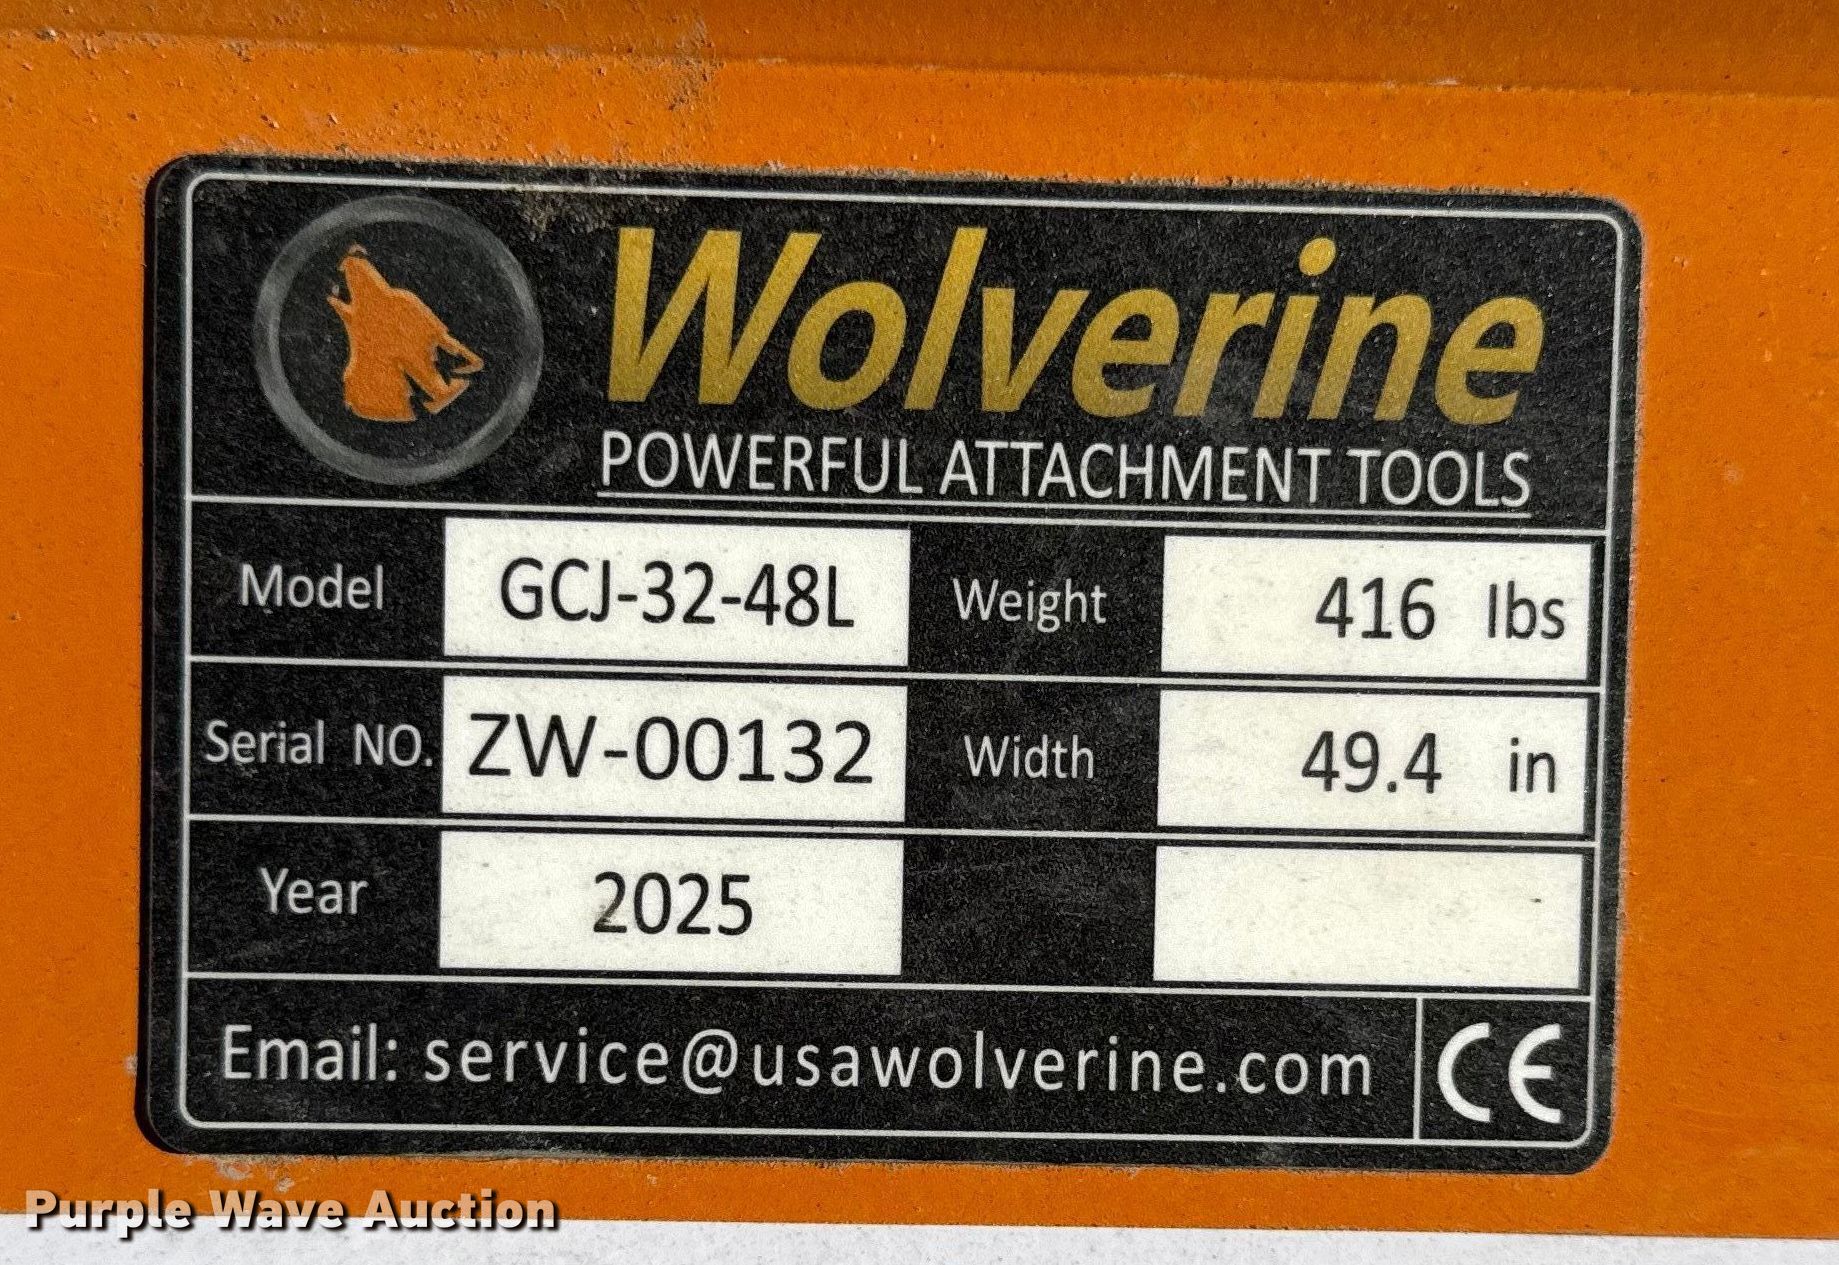 Wolverine
POWERFUL ATTACHMENT TOOLS
Model GCJ-32-48L Weight 416 lbs
Serial NO. ZW-00132 Width 49.4 in
Year 2025
Email: service@usawolverine.com CE
Purple Wave Auction